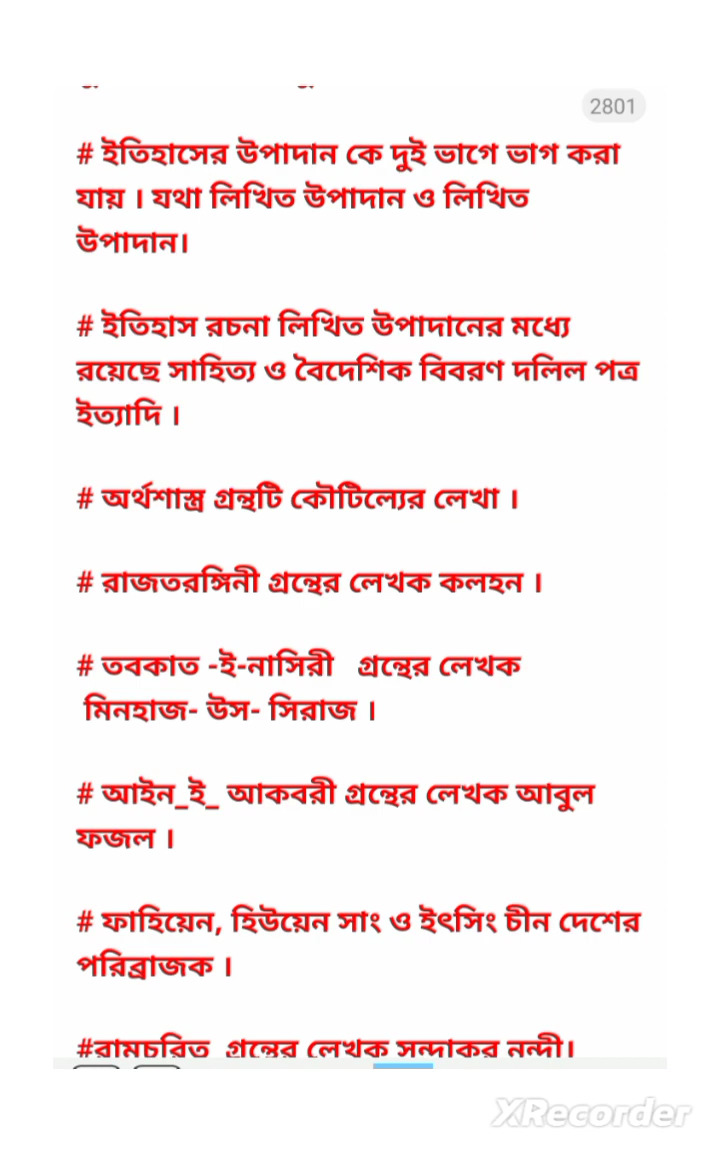 2801
# ইতিহাসের উপাদান কে দুই ভাগে ভাগ করা
যায় । যথা লিখিত উপাদান ও লিখিত
উপাদান।
# ইতিহাস রচনা লিখিত উপাদানের মধ্যে
রয়েছে সাহিত্য ও বৈদেশিক বিবরণ দলিল পত্র
ইত্যাদি ।
# অর্থশাস্ত্র গ্রন্থটি কৌটিল্যের লেখা ।
# রাজতরঙ্গিনী গ্রন্থের লেখক কলহন ।
# তবকাত -ই-নাসিরী গ্রন্থের লেখক
মিনহাজ- উস- সিরাজ ।
# আইন_ই_ আকবরী গ্রন্থের লেখক আবুল
ফজল ।
# ফাহিয়েন, হিউয়েন সাং ও ইৎসিং চীন দেশের
পরিব্রাজক ।
#রামচরিত গ্রন্থের লেখক সন্দাকর নন্দী।
XRecorder